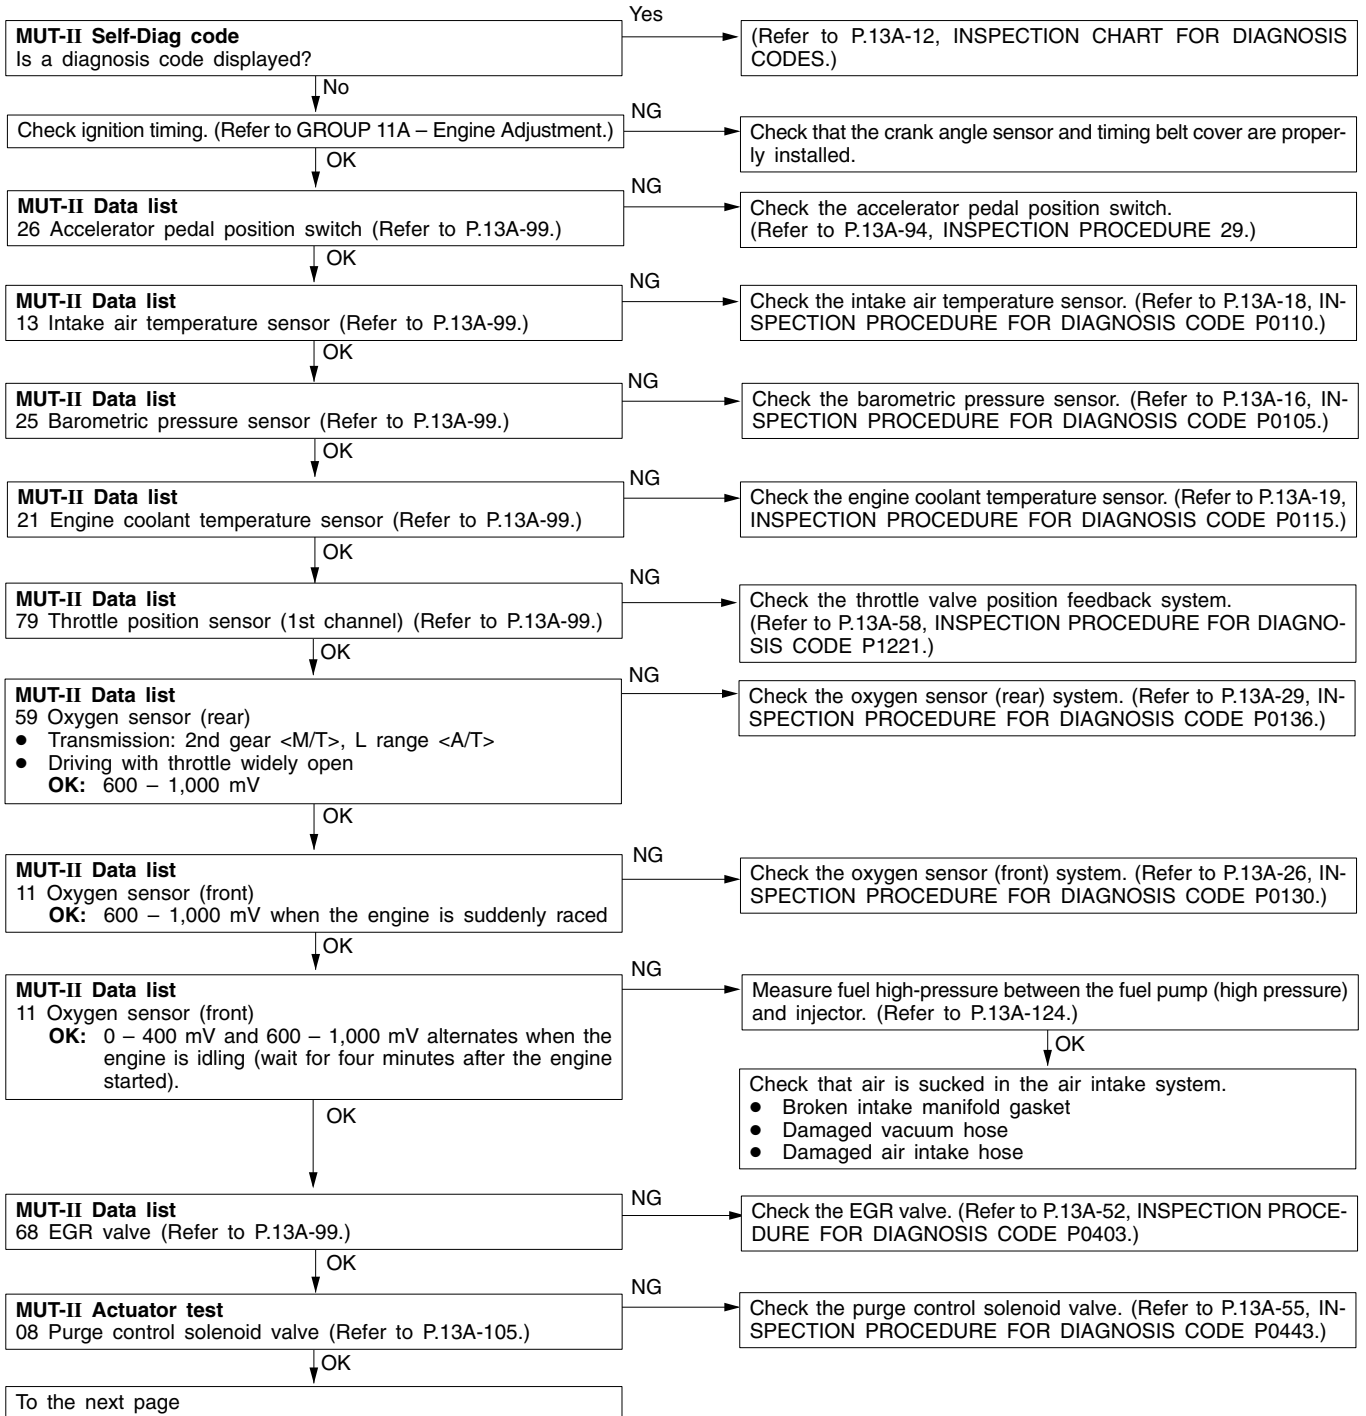 Yes
MUT-II Self-Diag code
Is a diagnosis code displayed?
(Refer to P.13A-12, INSPECTION CHART FOR DIAGNOSIS
CODES.)
No
Check ignition timing. (Refer to GROUP 11A – Engine Adjustment.)
NG
Check that the crank angle sensor and timing belt cover are proper-
ly installed.
OK
MUT-II Data list
26 Accelerator pedal position switch (Refer to P.13A-99.)
NG
Check the accelerator pedal position switch.
(Refer to P.13A-94, INSPECTION PROCEDURE 29.)
OK
MUT-II Data list
13 Intake air temperature sensor (Refer to P.13A-99.)
NG
Check the intake air temperature sensor. (Refer to P.13A-18, IN-
SPECTION PROCEDURE FOR DIAGNOSIS CODE P0110.)
OK
MUT-II Data list
25 Barometric pressure sensor (Refer to P.13A-99.)
NG
Check the barometric pressure sensor. (Refer to P.13A-16, IN-
SPECTION PROCEDURE FOR DIAGNOSIS CODE P0105.)
OK
MUT-II Data list
21 Engine coolant temperature sensor (Refer to P.13A-99.)
NG
Check the engine coolant temperature sensor. (Refer to P.13A-19,
INSPECTION PROCEDURE FOR DIAGNOSIS CODE P0115.)
OK
MUT-II Data list
79 Throttle position sensor (1st channel) (Refer to P.13A-99.)
NG
Check the throttle valve position feedback system.
(Refer to P.13A-58, INSPECTION PROCEDURE FOR DIAGNO-
SIS CODE P1221.)
OK
MUT-II Data list
59 Oxygen sensor (rear)
● Transmission: 2nd gear <M/T>, L range <A/T>
● Driving with throttle widely open
OK: 600 – 1,000 mV
NG
Check the oxygen sensor (rear) system. (Refer to P.13A-29, IN-
SPECTION PROCEDURE FOR DIAGNOSIS CODE P0136.)
OK
MUT-II Data list
11 Oxygen sensor (front)
OK: 600 – 1,000 mV when the engine is suddenly raced
NG
Check the oxygen sensor (front) system. (Refer to P.13A-26, IN-
SPECTION PROCEDURE FOR DIAGNOSIS CODE P0130.)
OK
MUT-II Data list
11 Oxygen sensor (front)
OK: 0 – 400 mV and 600 – 1,000 mV alternates when the
engine is idling (wait for four minutes after the engine
started).
NG
Measure fuel high-pressure between the fuel pump (high pressure)
and injector. (Refer to P.13A-124.)
OK
Check that air is sucked in the air intake system.
● Broken intake manifold gasket
● Damaged vacuum hose
● Damaged air intake hose
OK
MUT-II Data list
68 EGR valve (Refer to P.13A-99.)
NG
Check the EGR valve. (Refer to P.13A-52, INSPECTION PROCE-
DURE FOR DIAGNOSIS CODE P0403.)
OK
MUT-II Actuator test
08 Purge control solenoid valve (Refer to P.13A-105.)
NG
Check the purge control solenoid valve. (Refer to P.13A-55, IN-
SPECTION PROCEDURE FOR DIAGNOSIS CODE P0443.)
OK
To the next page